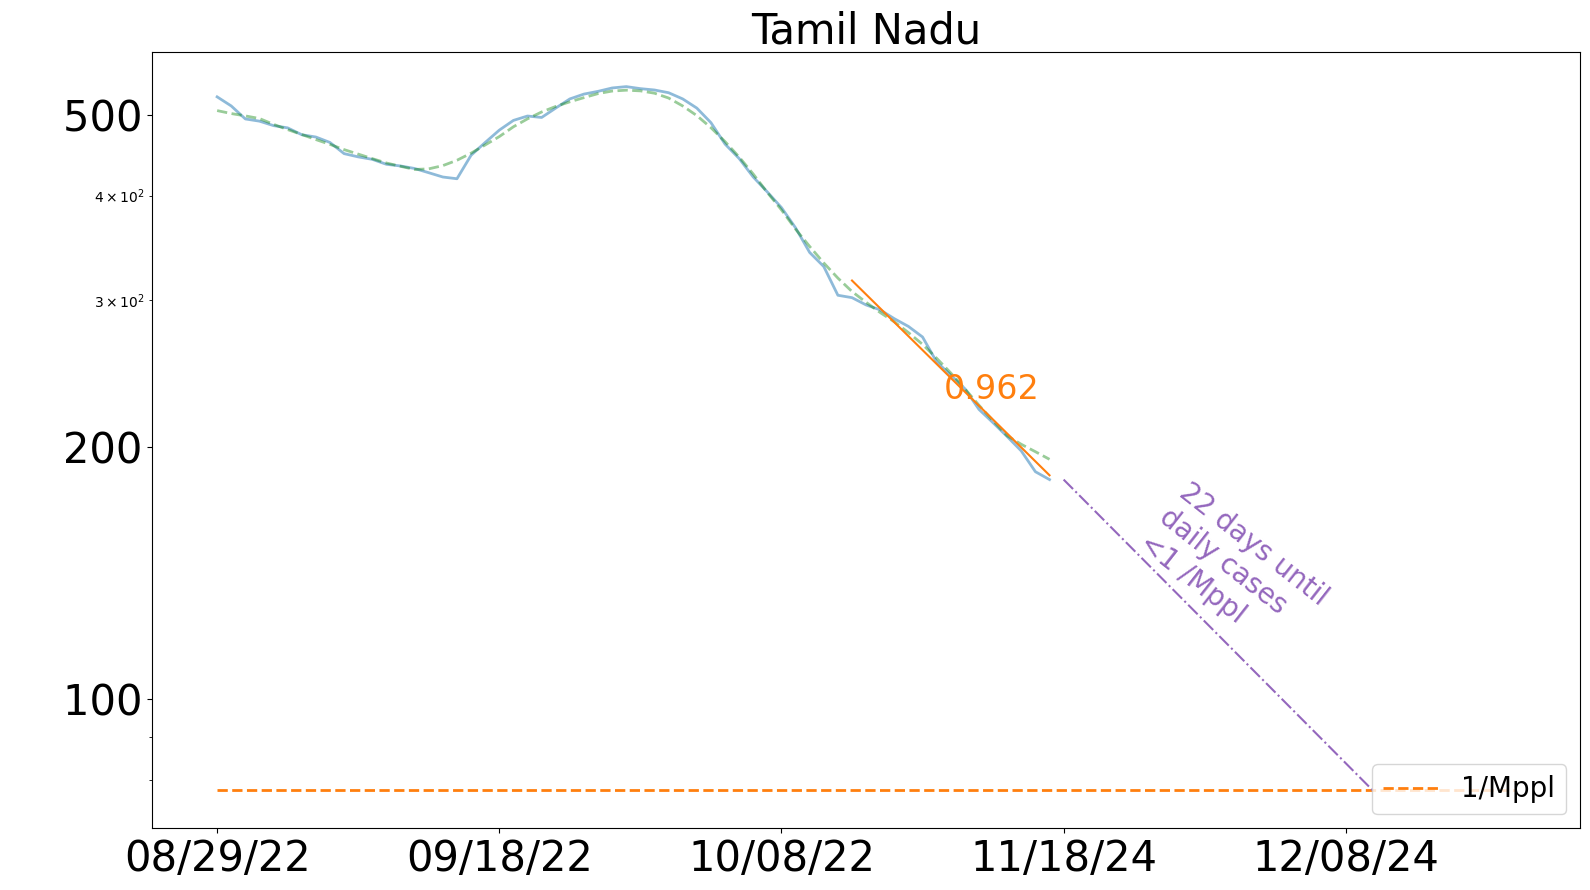 Tamil Nadu
500
4 × 10²
3 × 10²
200
100
0.962
22 days until
daily cases
<1 /Mppl
1/Mppl
08/29/22
09/18/22
10/08/22
11/18/24
12/08/24